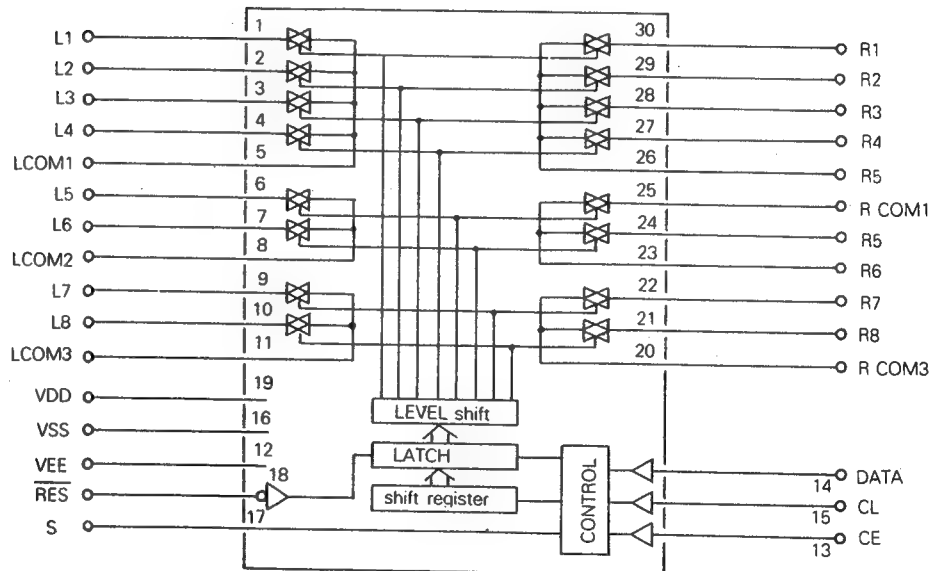 L1 1 30 R1
L2 2 29 R2
L3 3 28 R3
L4 4 27 R4
LCOM1 5 26 R5
L5 6 25 R COM1
L6 7 24 R5
LCOM2 8 23 R6
L7 9 22 R7
L8 10 21 R8
LCOM3 11 20 R COM3
VDD 19
VSS 16
VEE 12
RES 18
S 17
LEVEL shift
LATCH
shift register
CONTROL
14 DATA
15 CL
13 CE